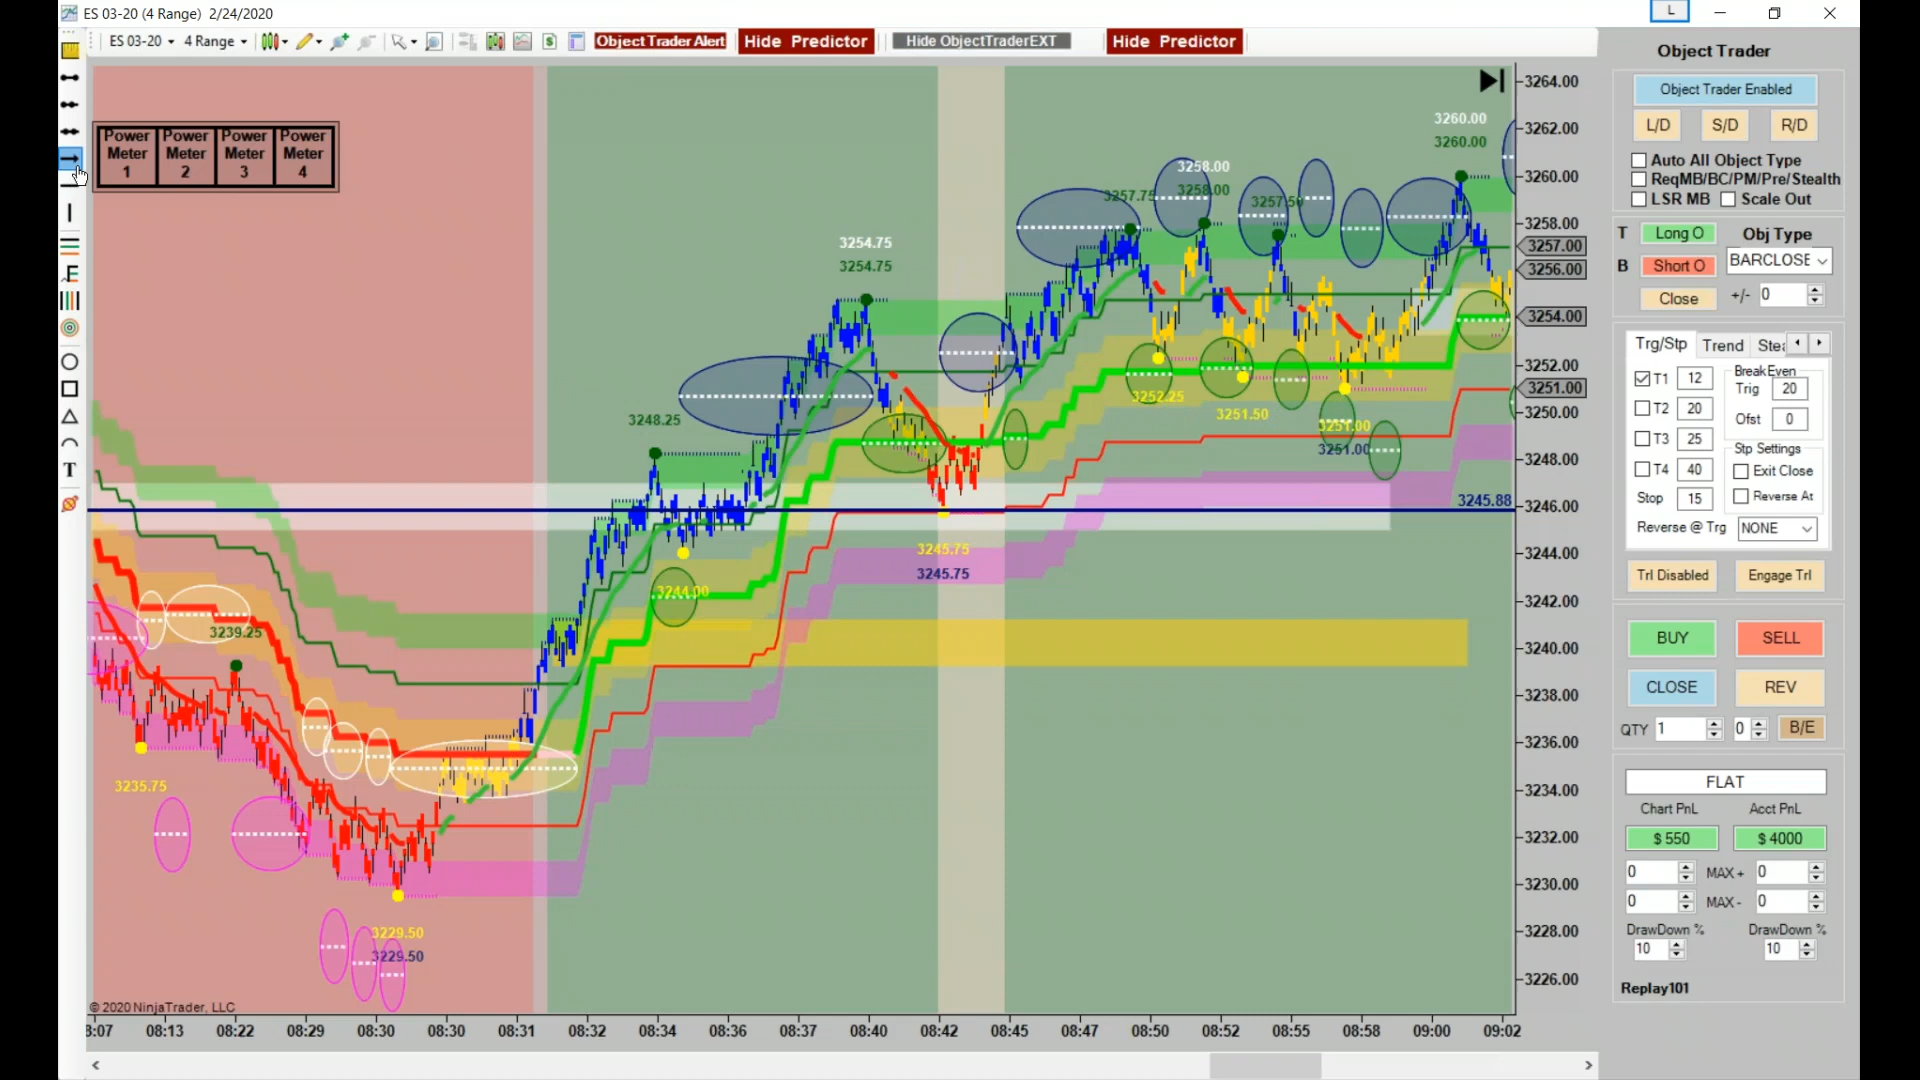 ES 03-20 (4 Range) 2/24/2020
L
ES 03-20
4 Range
Object Trader Alert
Hide Predictor
Hide ObjectTraderEXT
Hide Predictor
Power Meter 1
Power Meter 2
Power Meter 3
Power Meter 4
T
3260.00
3260.00
3258.00
3258.00
3257.75
3257.50
3254.75
3254.75
3248.25
3252.25
3251.50
3251.00
3251.00
3245.88
3245.75
3245.75
3244.00
3239.25
3235.75
3229.50
3229.50
3264.00
3262.00
3260.00
3258.00
3257.00
3256.00
3254.00
3252.00
3251.00
3250.00
3248.00
3246.00
3244.00
3242.00
3240.00
3238.00
3236.00
3234.00
3232.00
3230.00
3228.00
3226.00
© 2020 NinjaTrader, LLC
08:13
08:22
08:29
08:30
08:30
08:31
08:32
08:34
08:36
08:37
08:40
08:42
08:45
08:47
08:50
08:52
08:55
08:58
09:00
09:02
Object Trader
Object Trader Enabled
L/D
S/D
R/D
Auto All Object Type
ReqMB/BC/PM/Pre/Stealth
LSR MB
Scale Out
T
Long O
Obj Type
B
Short O
BARCLOSE
Close
+/-
0
Trg/Stp
Trend
T1
12
T2
20
T3
25
T4
40
Stop
15
BreakEven
Trig
20
Ofst
0
Stp Settings
Exit Close
Reverse At
Reverse @ Trg
NONE
Trl Disabled
Engage Trl
BUY
SELL
CLOSE
REV
QTY
1
0
B/E
FLAT
Chart PnL
Acct PnL
$ 550
$ 4000
0
MAX +
0
0
MAX -
0
DrawDown %
DrawDown %
10
10
Replay101